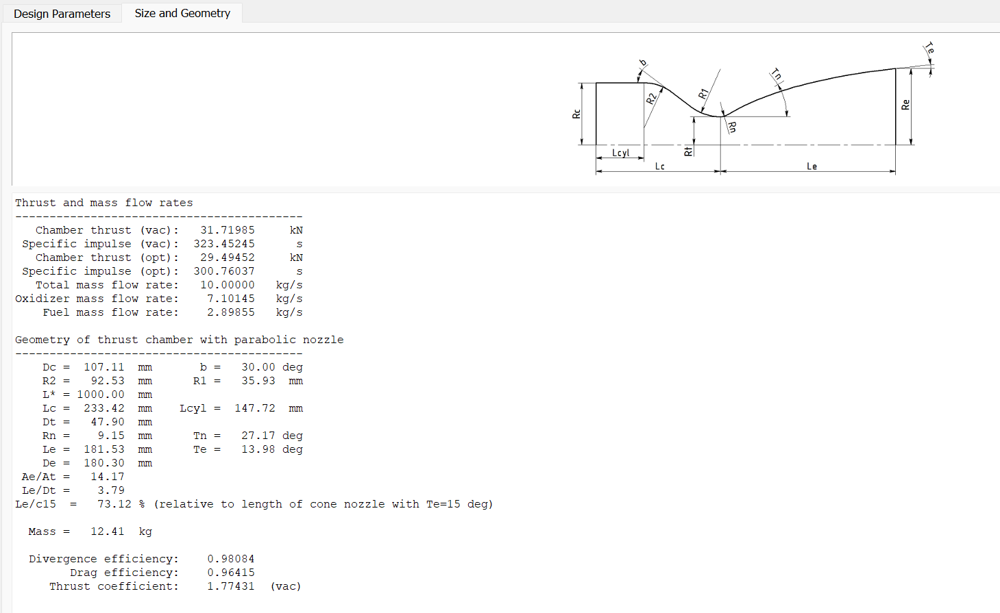 Design Parameters Size and Geometry
Te
b
Tn
R1
R2
Re
Rc
Rn
Rt
Lcyl
Lc Le
Thrust and mass flow rates
------------------------------------------
Chamber thrust (vac): 31.71985 kN
Specific impulse (vac): 323.45245 s
Chamber thrust (opt): 29.49452 kN
Specific impulse (opt): 300.76037 s
Total mass flow rate: 10.00000 kg/s
Oxidizer mass flow rate: 7.10145 kg/s
Fuel mass flow rate: 2.89855 kg/s
Geometry of thrust chamber with parabolic nozzle
------------------------------------------
Dc = 107.11 mm b = 30.00 deg
R2 = 92.53 mm R1 = 35.93 mm
L* = 1000.00 mm
Lc = 233.42 mm Lcyl = 147.72 mm
Dt = 47.90 mm
Rn = 9.15 mm Tn = 27.17 deg
Le = 181.53 mm Te = 13.98 deg
De = 180.30 mm
Ae/At = 14.17
Le/Dt = 3.79
Le/c15 = 73.12 % (relative to length of cone nozzle with Te=15 deg)
Mass = 12.41 kg
Divergence efficiency: 0.98084
Drag efficiency: 0.96415
Thrust coefficient: 1.77431 (vac)